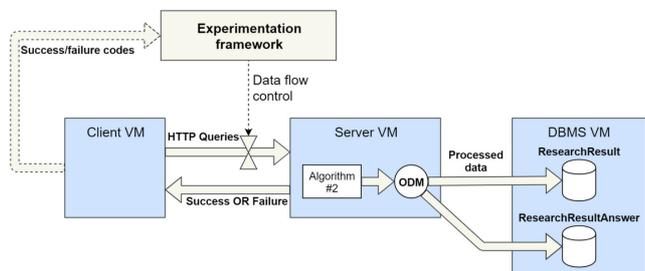 Experimentation
framework
Success/failure codes
Data flow
control
Client VM
HTTP Queries
Server VM
DBMS VM
ResearchResult
Processed
data
Algorithm
#2
ODM
Success OR Failure
ResearchResultAnswer